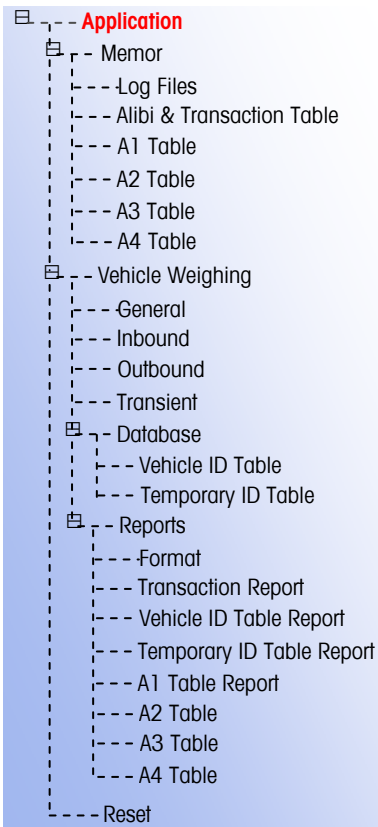 Application
Memor
Log Files
Alibi & Transaction Table
A1 Table
A2 Table
A3 Table
A4 Table
Vehicle Weighing
General
Inbound
Outbound
Transient
Database
Vehicle ID Table
Temporary ID Table
Reports
Format
Transaction Report
Vehicle ID Table Report
Temporary ID Table Report
A1 Table Report
A2 Table
A3 Table
A4 Table
Reset